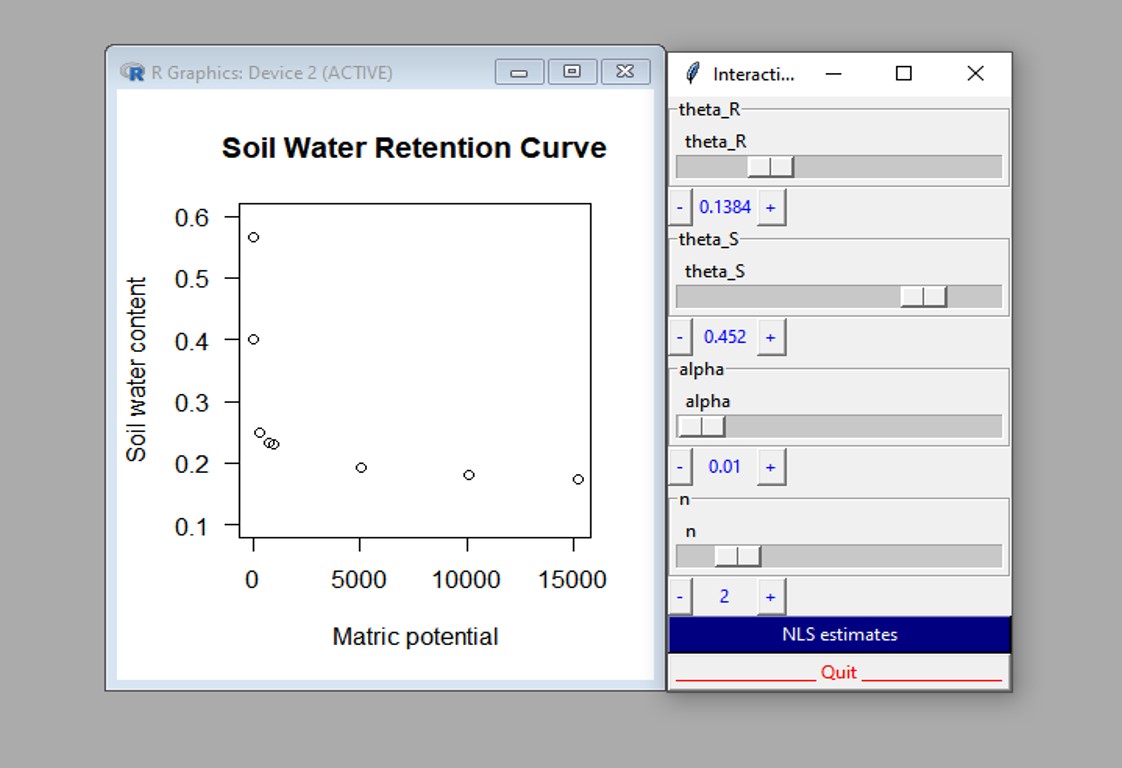 R Graphics: Device 2 (ACTIVE)
Soil Water Retention Curve
0.6
0.5
0.4
0.3
0.2
0.1
Soil water content
0 5000 10000 15000
Matric potential
Interacti...
theta_R
theta_R
- 0.1384 +
theta_S
theta_S
- 0.452 +
alpha
alpha
- 0.01 +
n
n
- 2 +
NLS estimates
Quit